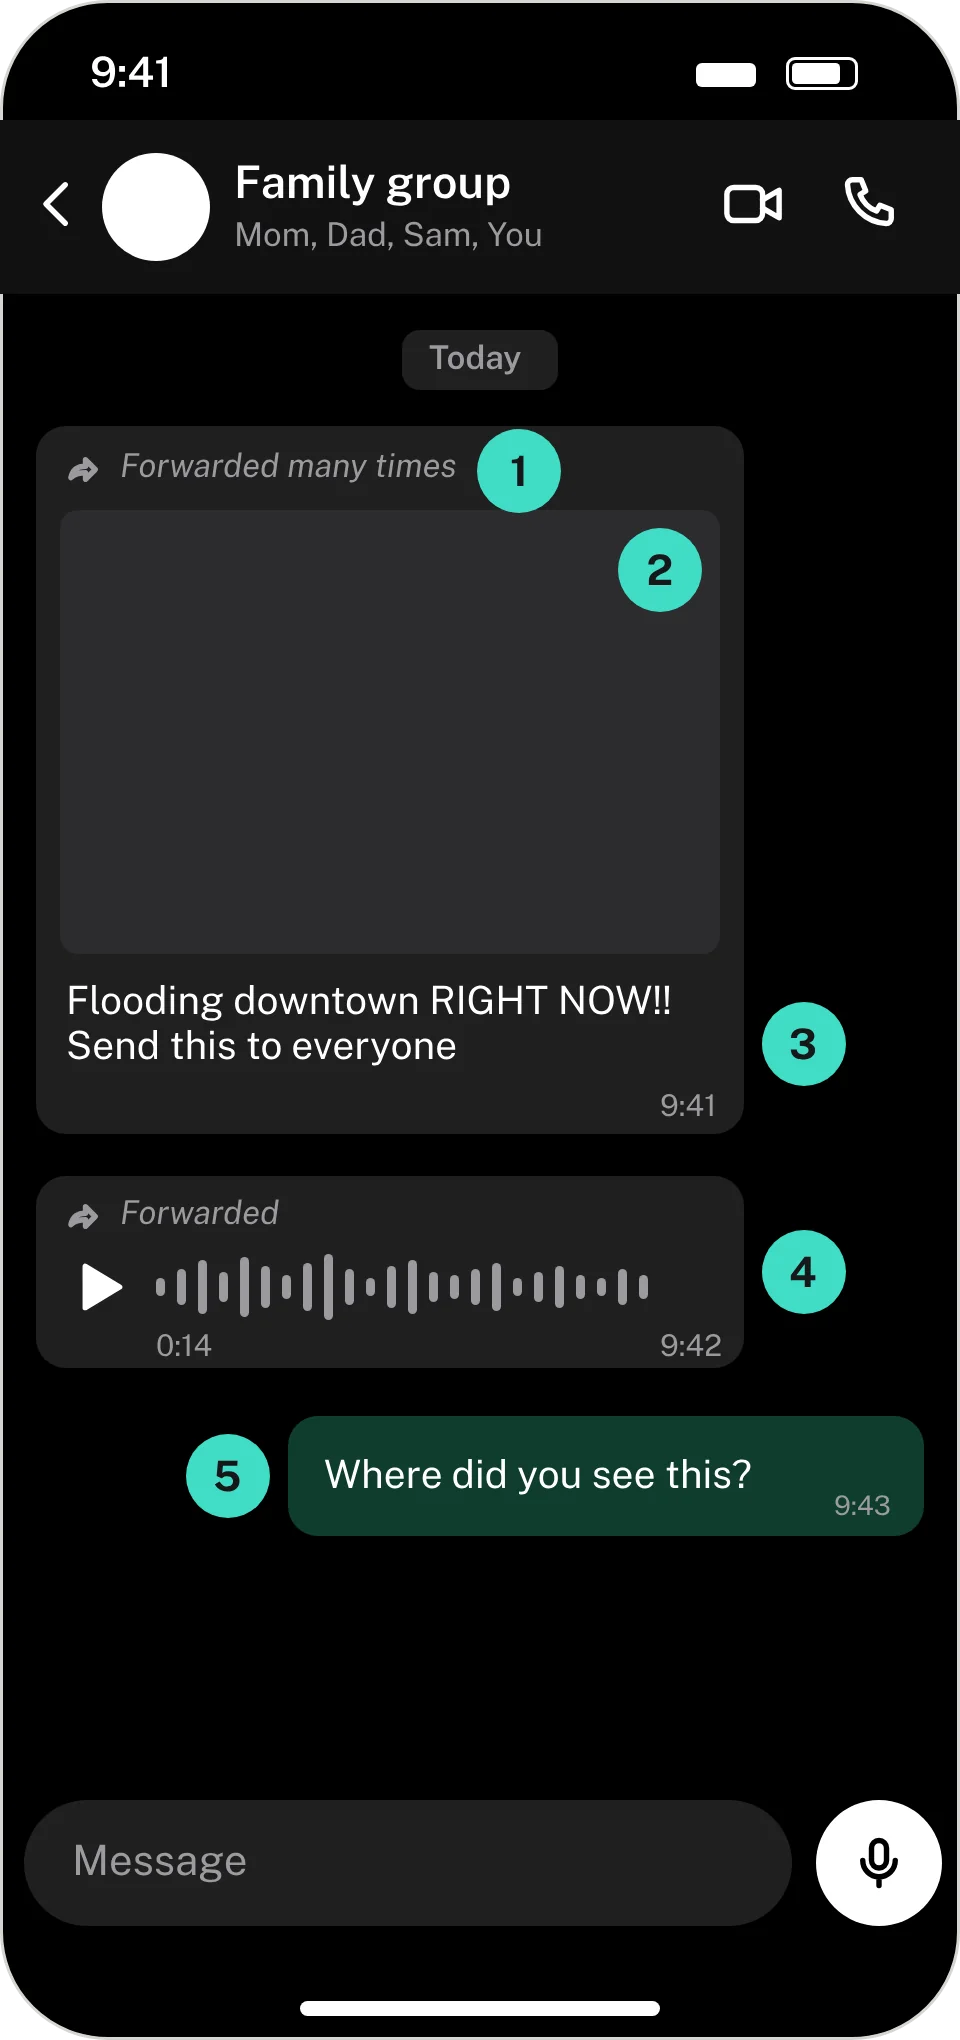 9:41
Family group
Mom, Dad, Sam, You
Today
Forwarded many times
1
2
Flooding downtown RIGHT NOW!!
Send this to everyone
3
9:41
Forwarded
4
0:14
9:42
5
Where did you see this?
9:43
Message